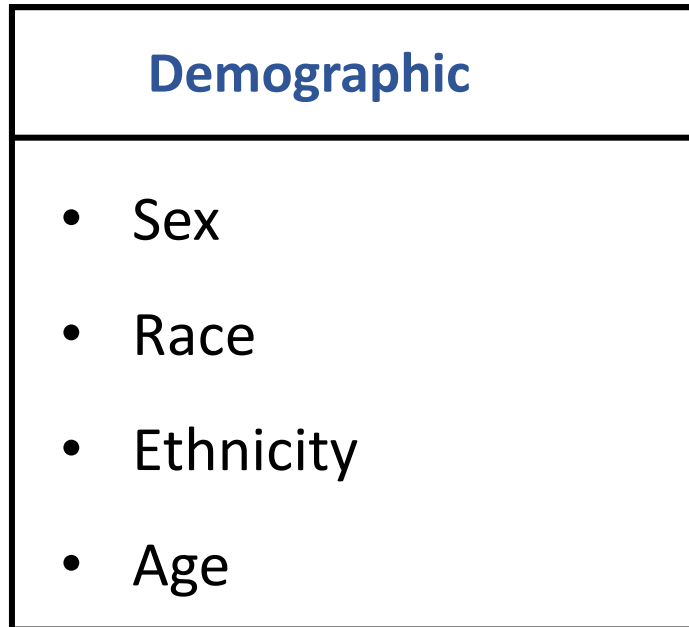 Demographic
• Sex
• Race
• Ethnicity
• Age